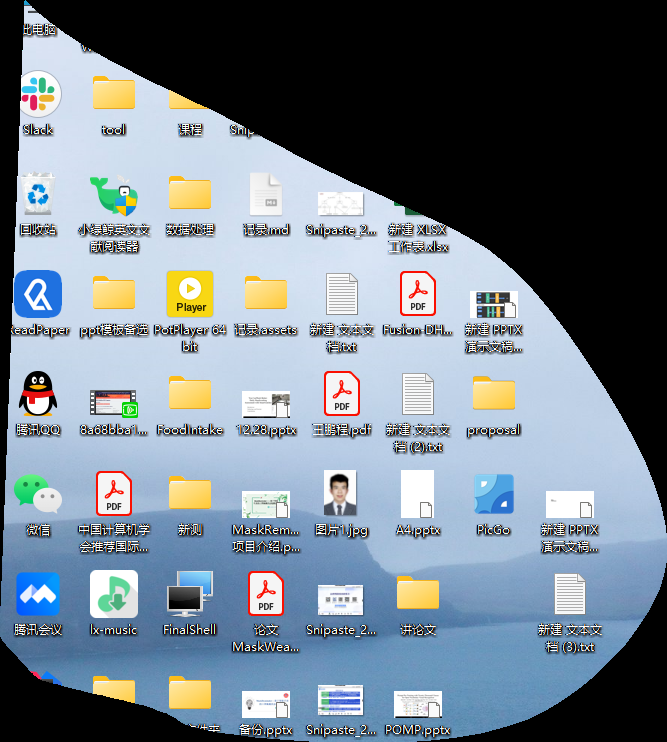 此电脑
Slack
tool
课程
回收站
小绿鲸英文文
献阅读器
数据处理
记录.md
Snipaste_2...
新建 XLSX
工作表.xlsx
ReadPaper
ppt模板备选
Player
PotPlayer 64
bit
记录.assets
新建 文本文
档.txt
PDF
Fusion-DH...
新建 PPTX
演示文稿...
腾讯QQ
8a68bba1...
FoodIntake
12.28.pptx
PDF
王鹏程.pdf
新建 文本文
档 (2).txt
proposal
微信
PDF
中国计算机学
会推荐国际...
新测
MaskRem...
项目介绍.p...
图片1.jpg
A4.pptx
PicGo
新建 PPTX
演示文稿...
腾讯会议
lx-music
FinalShell
PDF
论文
MaskWea...
Snipaste_2...
讲论文
新建 文本文
档 (3).txt
备份.pptx
Snipaste_2...
POMP.pptx